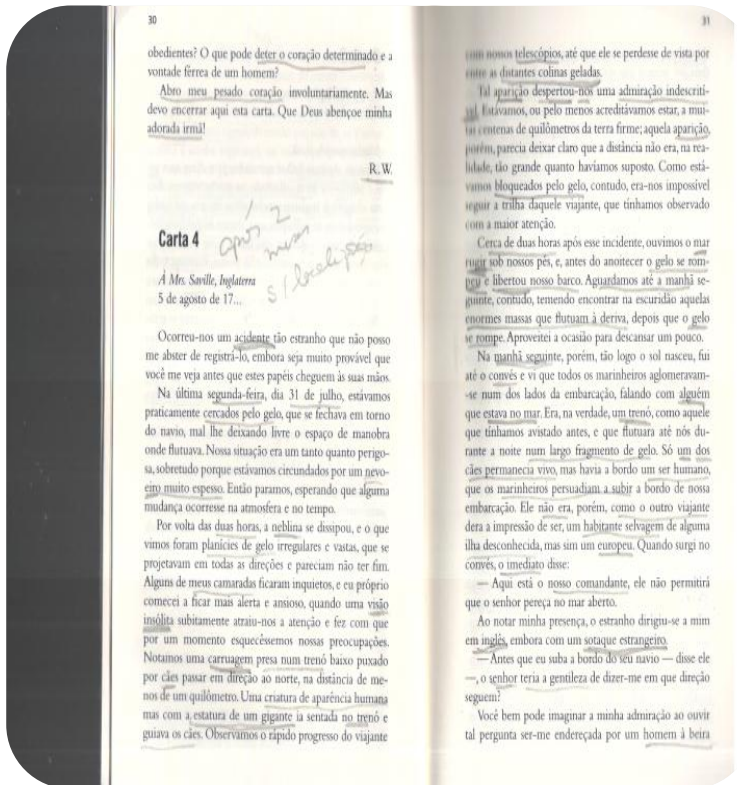 30
obedientes? O que pode deter o coração determinado e a
vontade férrea de um homem?
Abro meu pesado coração involuntariamente. Mas
devo encerrar aqui esta carta. Que Deus abençoe minha
adorada irmã!
R.W.
após 2
meses
s/ localização
Carta 4
À Mrs. Saville, Inglaterra
5 de agosto de 17...
Ocorreu-nos um acidente tão estranho que não posso
me abster de registrá-lo, embora seja muito provável que
você me veja antes que estes papéis cheguem às suas mãos.
Na última segunda-feira, dia 31 de julho, estávamos
praticamente cercados pelo gelo, que se fechava em torno
do navio, mal lhe deixando livre o espaço de manobra
onde flutuava. Nossa situação era um tanto quanto perigo-
sa, sobretudo porque estávamos circundados por um nevo-
eiro muito espesso. Então paramos, esperando que alguma
mudança ocorresse na atmosfera e no tempo.
Por volta das duas horas, a neblina se dissipou, e o que
vimos foram planícies de gelo irregulares e vastas, que se
projetavam em todas as direções e pareciam não ter fim.
Alguns de meus camaradas ficaram inquietos, e eu próprio
comecei a ficar mais alerta e ansioso, quando uma visão
insólita subitamente atraiu-nos a atenção e fez com que
por um momento esquecêssemos nossas preocupações.
Notamos uma carruagem presa num trenó baixo puxado
por cães passar em direção ao norte, na distância de me-
nos de um quilômetro. Uma criatura de aparência humana
mas com a estatura de um gigante ia sentada no trenó e
guiava os cães. Observamos o rápido progresso do viajante
31
com nossos telescópios, até que ele se perdesse de vista por
entre as distantes colinas geladas.
Tal aparição despertou-nos uma admiração indescrití-
vel. Estávamos, ou pelo menos acreditávamos estar, a mui-
tas centenas de quilômetros da terra firme; aquela aparição,
porém, parecia deixar claro que a distância não era, na rea-
lidade, tão grande quanto havíamos suposto. Como está-
vamos bloqueados pelo gelo, contudo, era-nos impossível
seguir a trilha daquele viajante, que tínhamos observado
com a maior atenção.
Cerca de duas horas após esse incidente, ouvimos o mar
rugir sob nossos pés, e, antes do anoitecer o gelo se rom-
peu e libertou nosso barco. Aguardamos até a manhã se-
guinte, contudo, temendo encontrar na escuridão aquelas
enormes massas que flutuam à deriva, depois que o gelo
se rompe. Aproveitei a ocasião para descansar um pouco.
Na manhã seguinte, porém, tão logo o sol nasceu, fui
até o convés e vi que todos os marinheiros aglomeravam-
-se num dos lados da embarcação, falando com alguém
que estava no mar. Era, na verdade, um trenó, como aquele
que tínhamos avistado antes, e que flutuara até nós du-
rante a noite num largo fragmento de gelo. Só um dos
cães permanecia vivo, mas havia a bordo um ser humano,
que os marinheiros persuadiam a subir a bordo de nossa
embarcação. Ele não era, porém, como o outro viajante
dera a impressão de ser, um habitante selvagem de alguma
ilha desconhecida, mas sim um europeu. Quando surgi no
convés, o imediato disse:
— Aqui está o nosso comandante, ele não permitirá
que o senhor pereça no mar aberto.
Ao notar minha presença, o estranho dirigiu-se a mim
em inglês, embora com um sotaque estrangeiro.
— Antes que eu suba a bordo do seu navio — disse ele
—, o senhor teria a gentileza de dizer-me em que direção
seguem?
Você bem pode imaginar a minha admiração ao ouvir
tal pergunta ser-me endereçada por um homem à beira